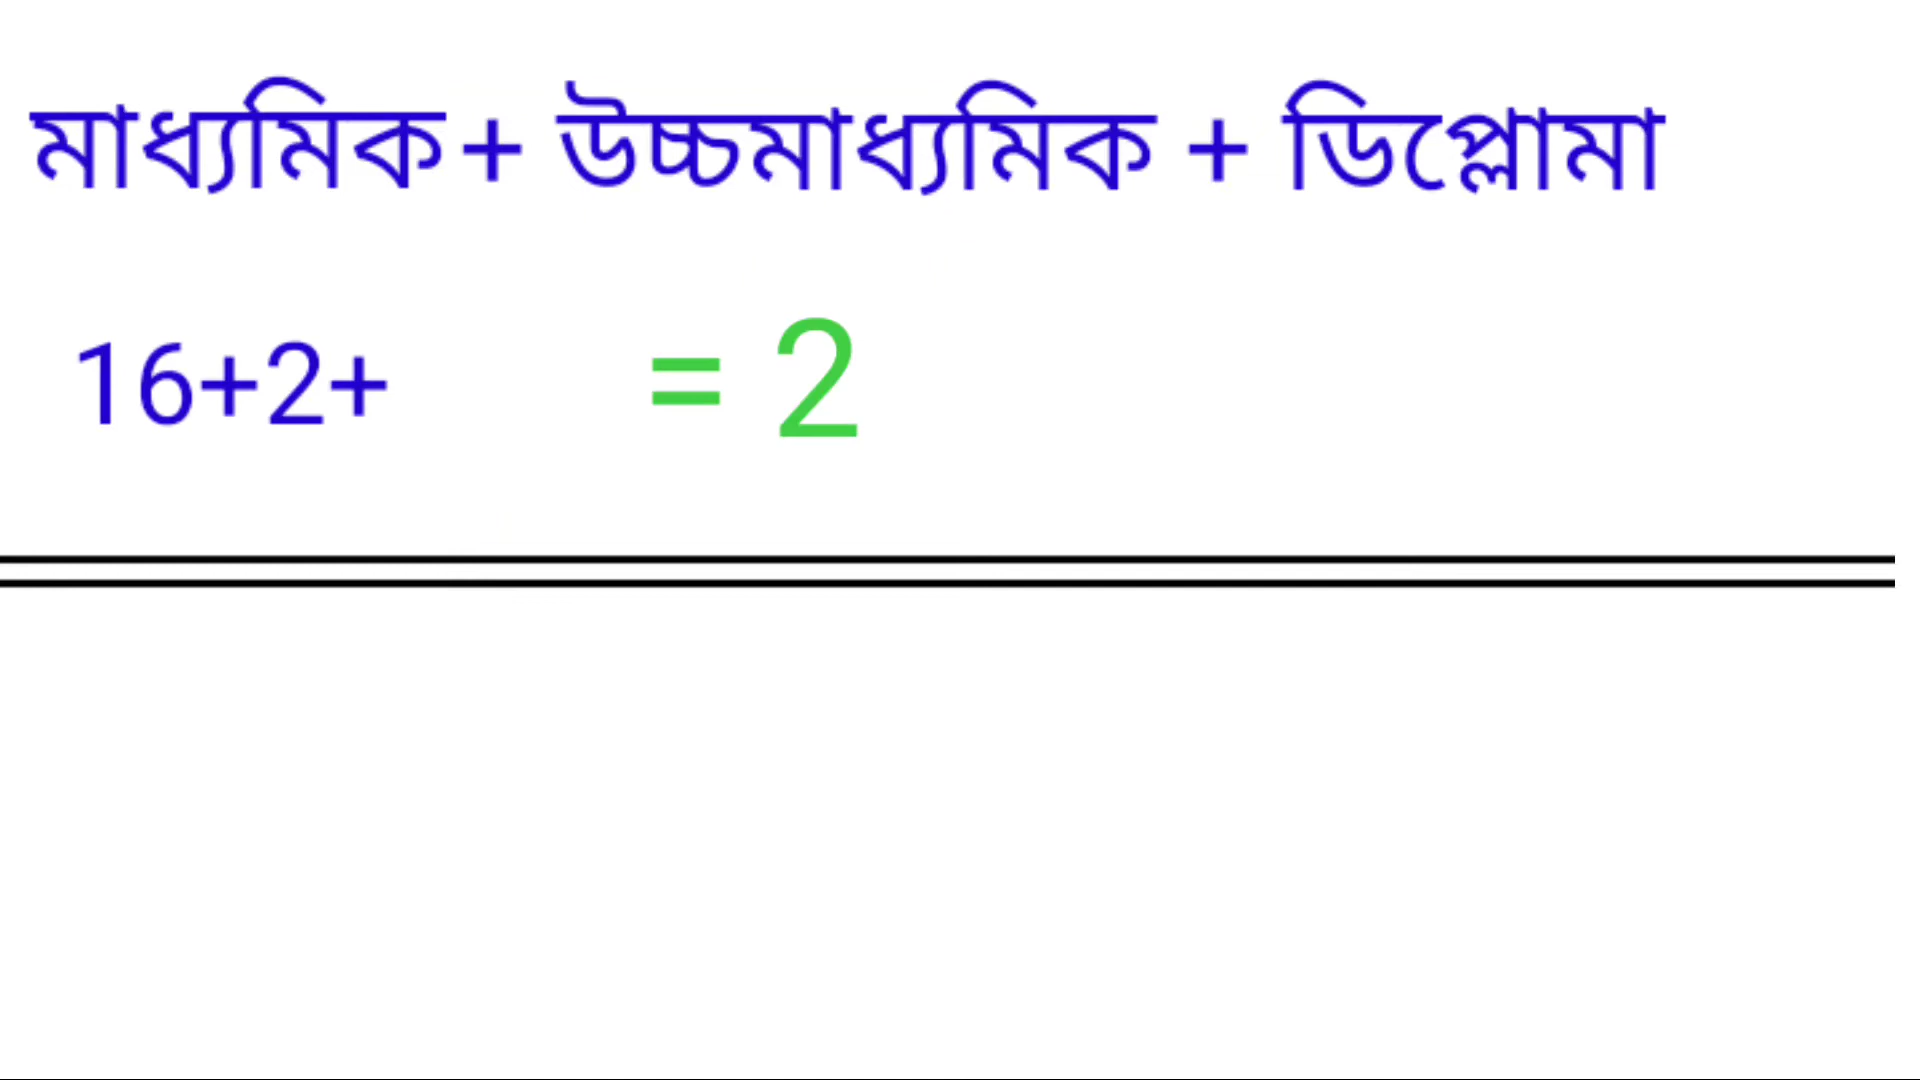 মাধ্যমিক + উচ্চমাধ্যমিক + ডিপ্লোমা
16+2+ = 2